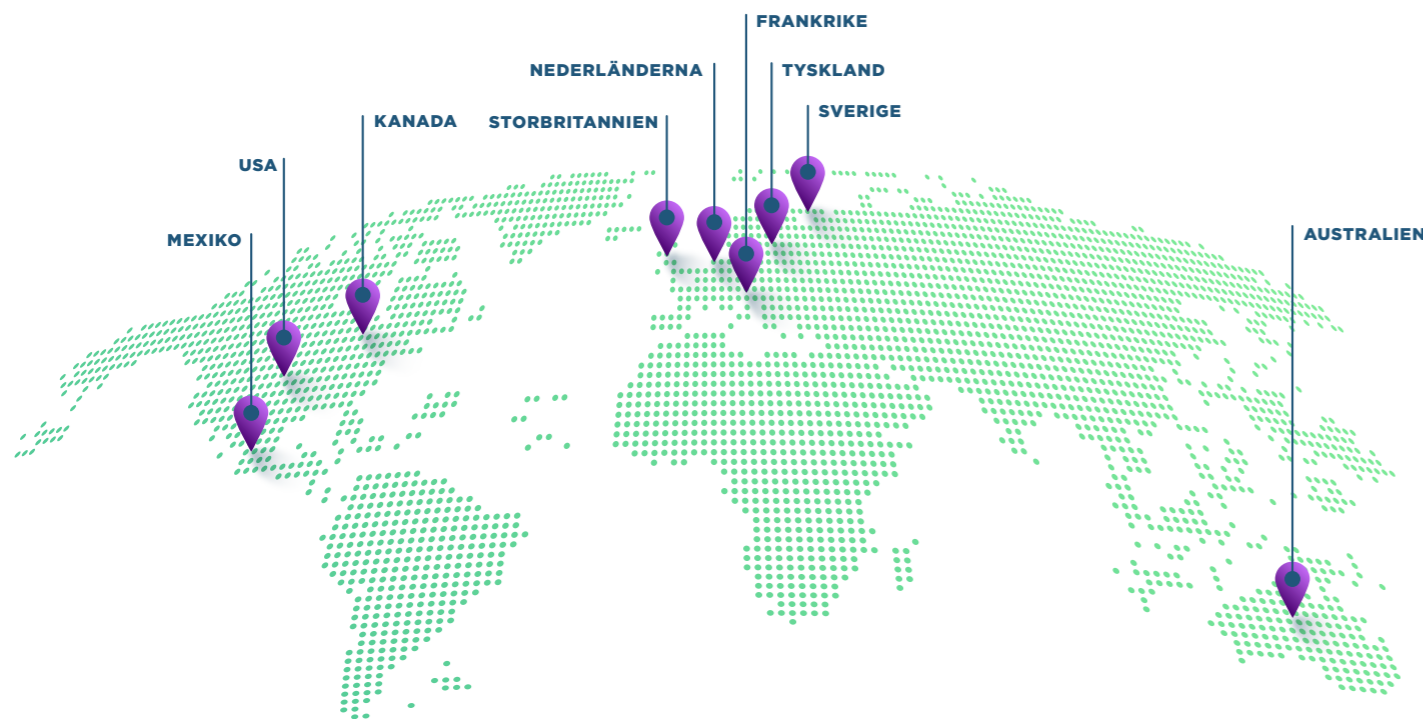 FRANKRIKE
NEDERLÄNDERNA
TYSKLAND
SVERIGE
KANADA
STORBRITANNIEN
USA
MEXIKO
AUSTRALIEN